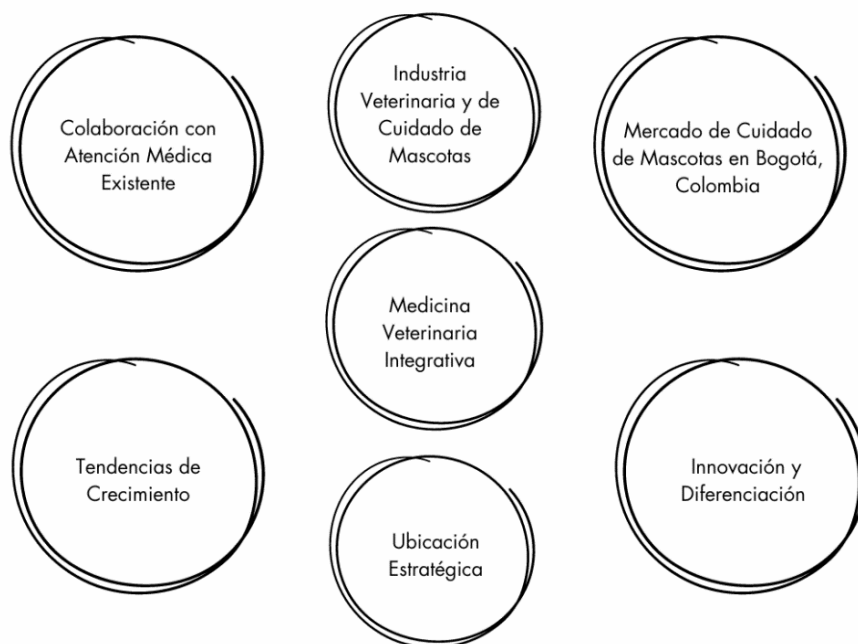 Colaboración con
Atención Médica
Existente
Industria
Veterinaria y de
Cuidado de
Mascotas
Mercado de Cuidado
de Mascotas en Bogotá,
Colombia
Medicina
Veterinaria
Integrativa
Tendencias de
Crecimiento
Ubicación
Estratégica
Innovación y
Diferenciación